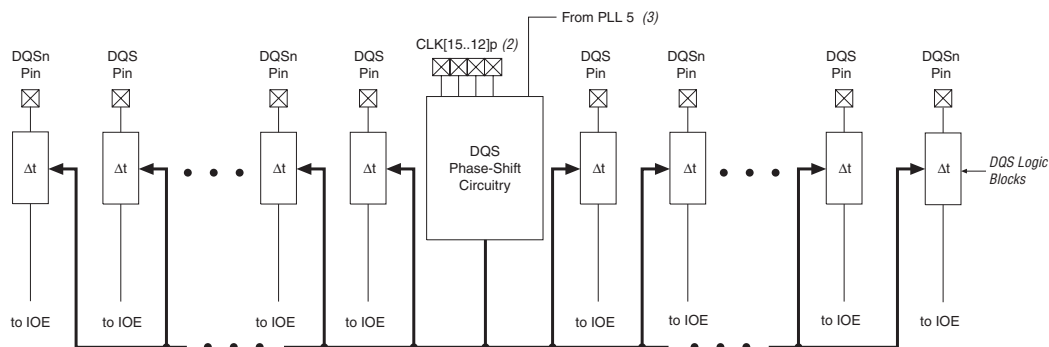 From PLL 5 (3)
CLK[15..12]p (2)
DQSn
Pin
DQS
Pin
DQSn
Pin
DQS
Pin
DQS
Pin
DQSn
Pin
DQS
Pin
DQSn
Pin
Δt
Δt
Δt
Δt
DQS
Phase-Shift
Circuitry
Δt
Δt
Δt
Δt
DQS Logic
Blocks
to IOE
to IOE
to IOE
to IOE
to IOE
to IOE
to IOE
to IOE